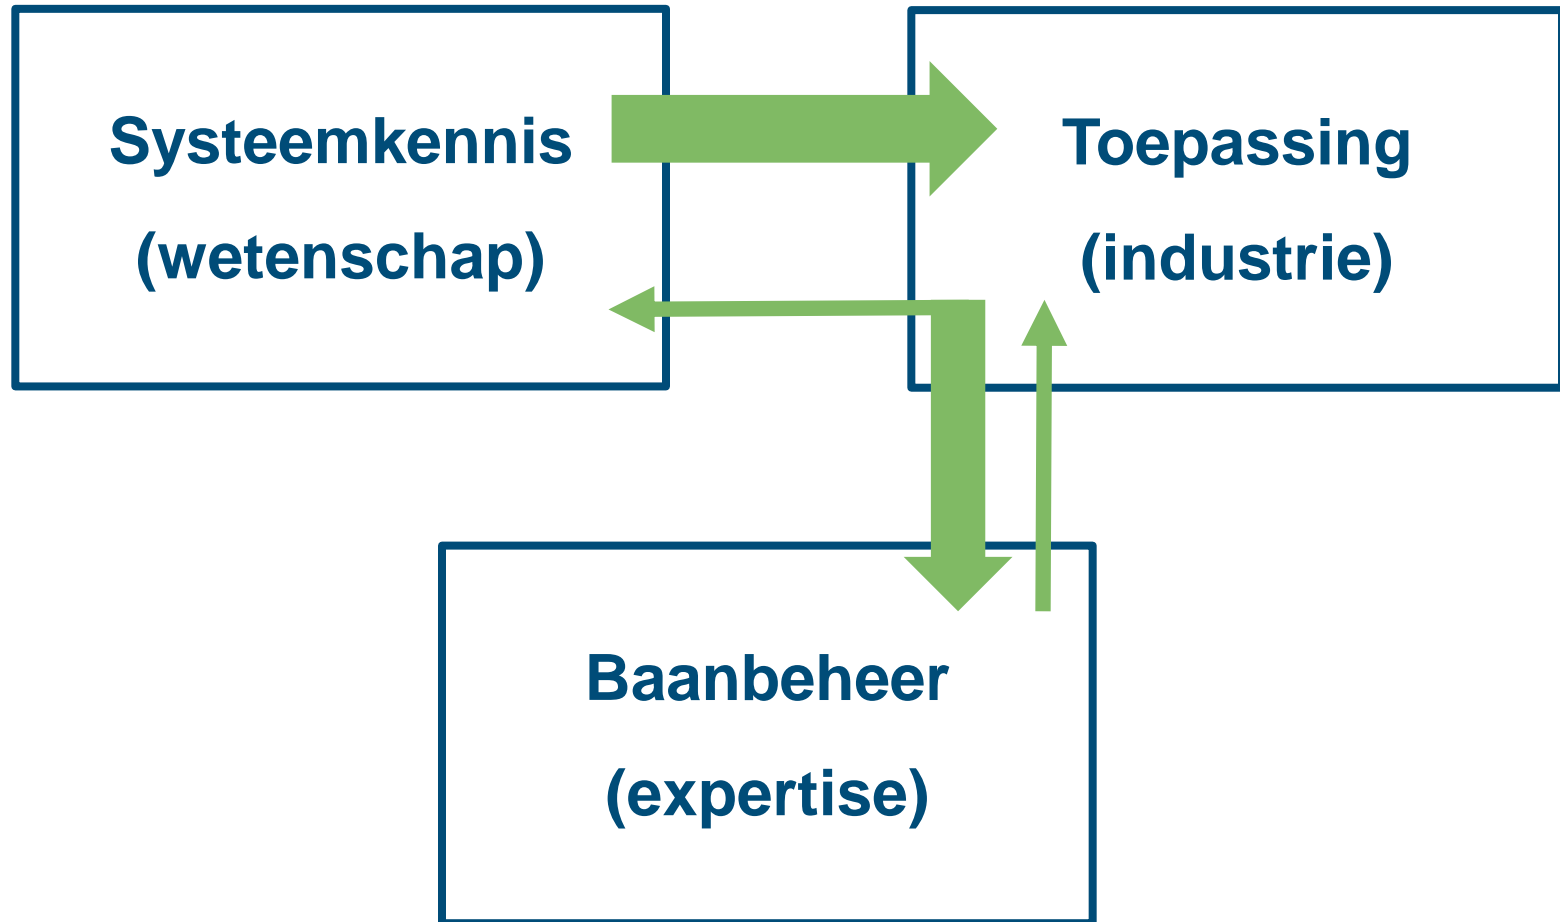 Systeemkennis
(wetenschap)
Toepassing
(industrie)
Baanbeheer
(expertise)